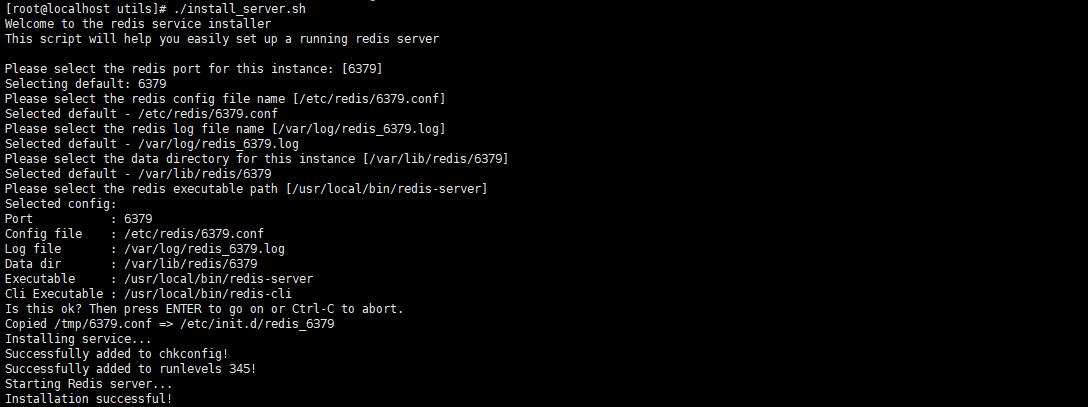 [root@localhost utils]# ./install_server.sh
Welcome to the redis service installer
This script will help you easily set up a running redis server
Please select the redis port for this instance: [6379]
Selecting default: 6379
Please select the redis config file name [/etc/redis/6379.conf]
Selected default - /etc/redis/6379.conf
Please select the redis log file name [/var/log/redis_6379.log]
Selected default - /var/log/redis_6379.log
Please select the data directory for this instance [/var/lib/redis/6379]
Selected default - /var/lib/redis/6379
Please select the redis executable path [/usr/local/bin/redis-server]
Selected config:
Port           : 6379
Config file    : /etc/redis/6379.conf
Log file       : /var/log/redis_6379.log
Data dir       : /var/lib/redis/6379
Executable     : /usr/local/bin/redis-server
Cli Executable : /usr/local/bin/redis-cli
Is this ok? Then press ENTER to go on or Ctrl-C to abort.
Copied /tmp/6379.conf => /etc/init.d/redis_6379
Installing service...
Successfully added to chkconfig!
Successfully added to runlevels 345!
Starting Redis server...
Installation successful!